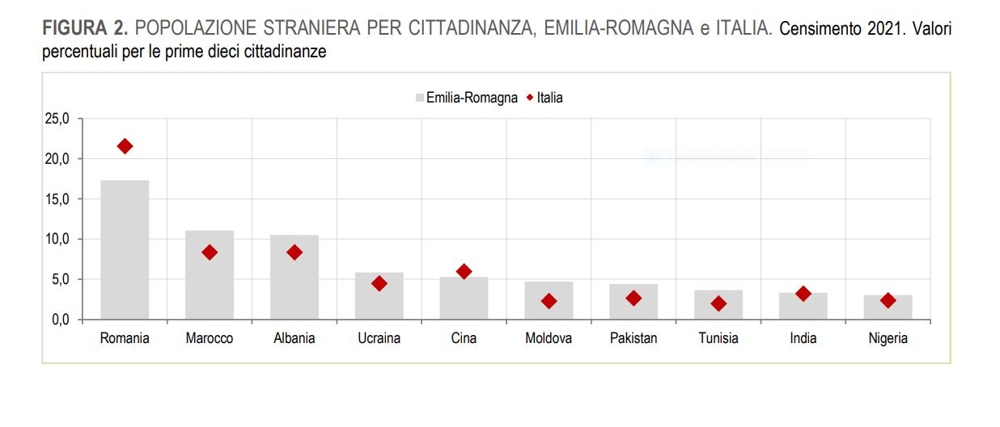 FIGURA 2. POPOLAZIONE STRANIERA PER CITTADINANZA, EMILIA-ROMAGNA e ITALIA. Censimento 2021. Valori
percentuali per le prime dieci cittadinanze
Emilia-Romagna Italia
25,0
20,0
15,0
10,0
5,0
0,0
Romania Marocco Albania Ucraina Cina Moldova Pakistan Tunisia India Nigeria